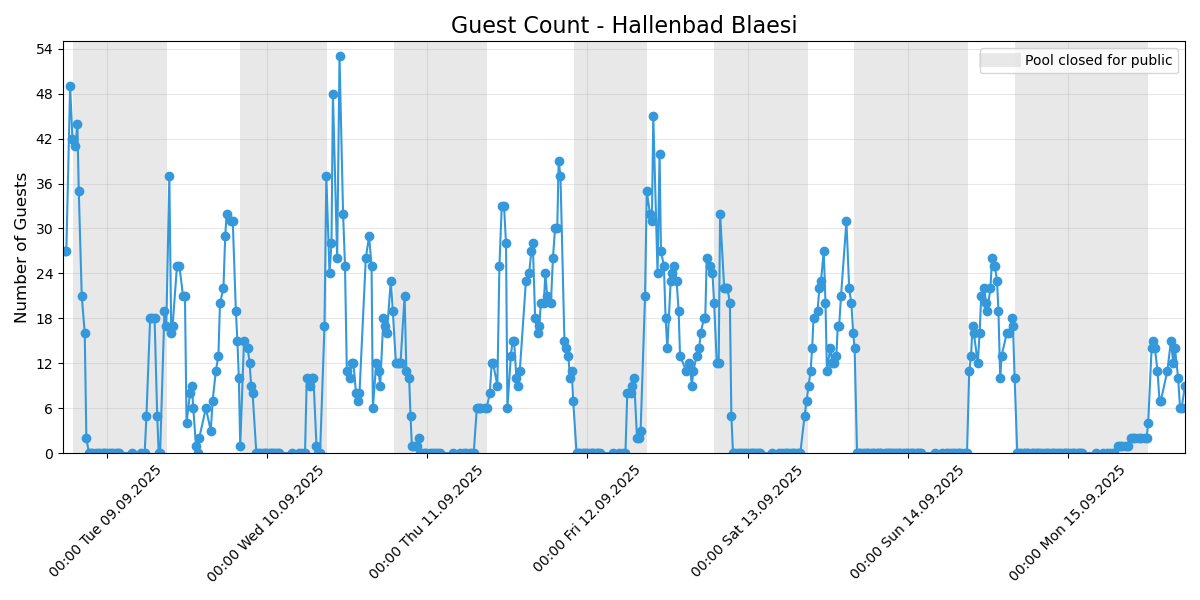 Guest Count - Hallenbad Blaesi
Pool closed for public
Number of Guests
54
48
42
36
30
24
18
12
6
0
00:00 Tue 09.09.2025
00:00 Wed 10.09.2025
00:00 Thu 11.09.2025
00:00 Fri 12.09.2025
00:00 Sat 13.09.2025
00:00 Sun 14.09.2025
00:00 Mon 15.09.2025